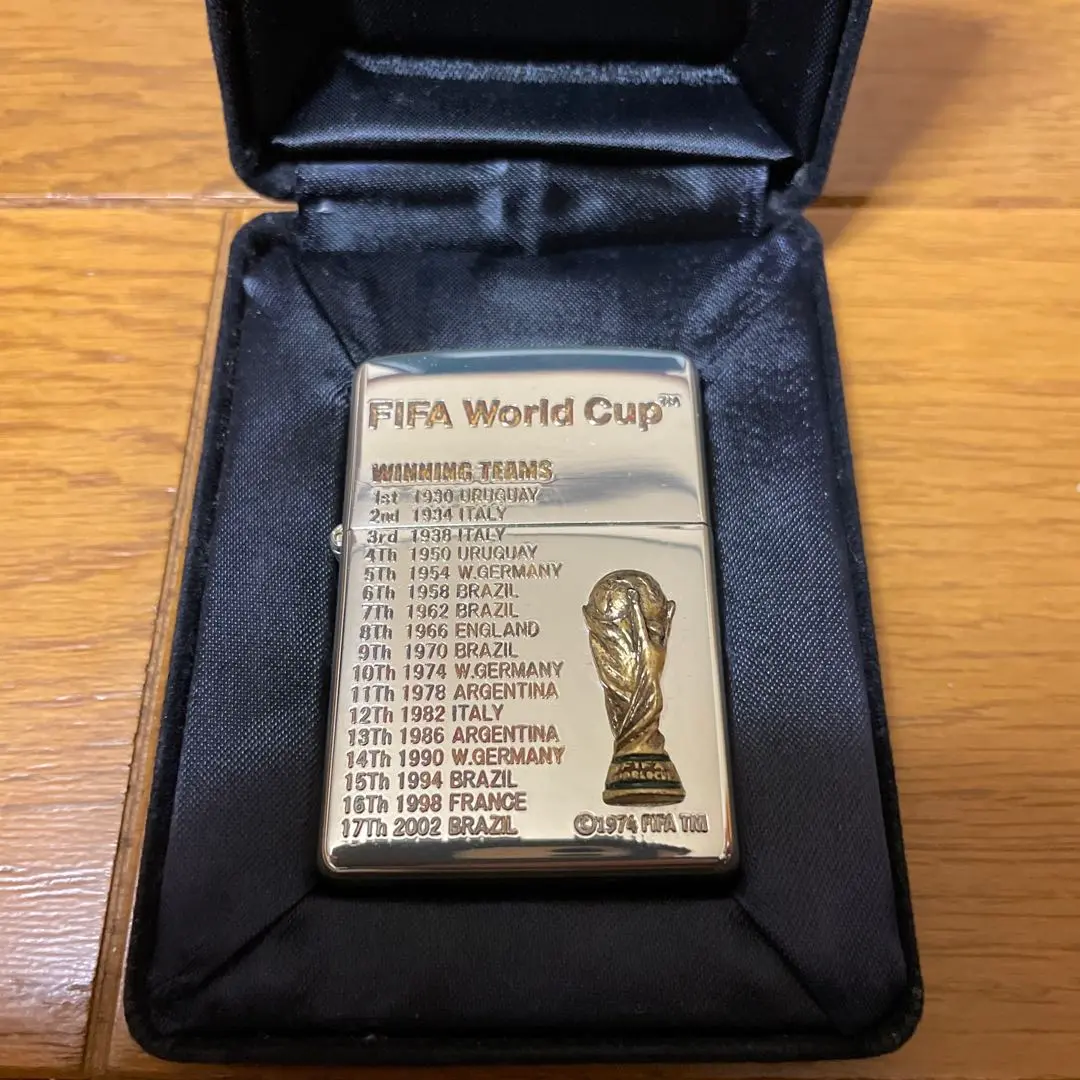 FIFA World Cup™
WINNING TEAMS
1st 1930 URUGUAY
2nd 1934 ITALY
3rd 1938 ITALY
4Th 1950 URUGUAY
5Th 1954 W.GERMANY
6Th 1958 BRAZIL
7Th 1962 BRAZIL
8Th 1966 ENGLAND
9Th 1970 BRAZIL
10Th 1974 W.GERMANY
11Th 1978 ARGENTINA
12Th 1982 ITALY
13Th 1986 ARGENTINA
14Th 1990 W.GERMANY
15Th 1994 BRAZIL
16Th 1998 FRANCE
17Th 2002 BRAZIL
FIFA
WORLD CUP
©1974 FIFA TM